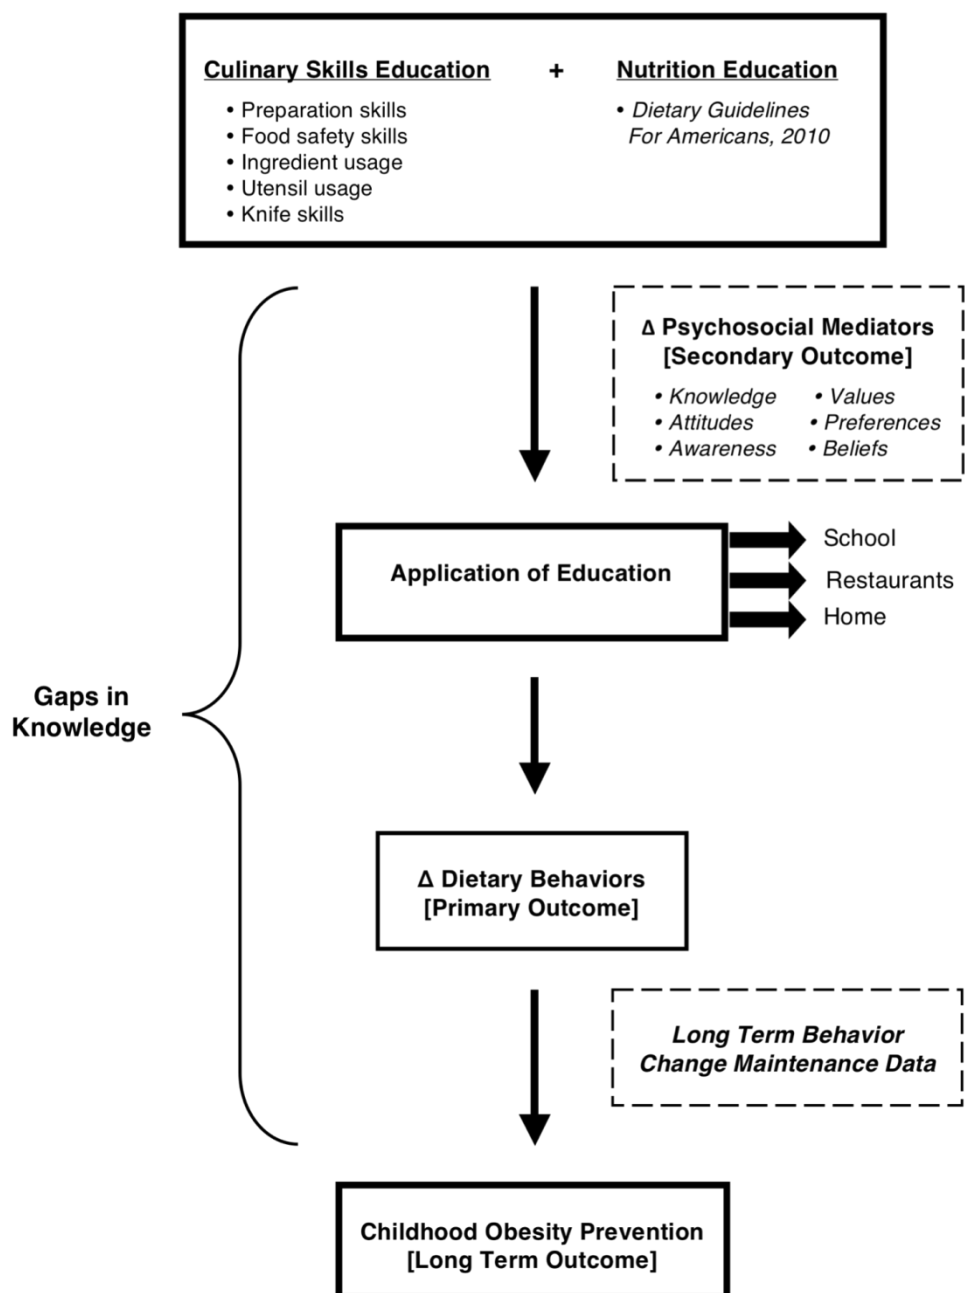 Culinary Skills Education + Nutrition Education
• Preparation skills
• Food safety skills
• Ingredient usage
• Utensil usage
• Knife skills
• Dietary Guidelines
For Americans, 2010
Δ Psychosocial Mediators
[Secondary Outcome]
• Knowledge • Values
• Attitudes • Preferences
• Awareness • Beliefs
Application of Education
School
Restaurants
Home
Gaps in
Knowledge
Δ Dietary Behaviors
[Primary Outcome]
Long Term Behavior
Change Maintenance Data
Childhood Obesity Prevention
[Long Term Outcome]